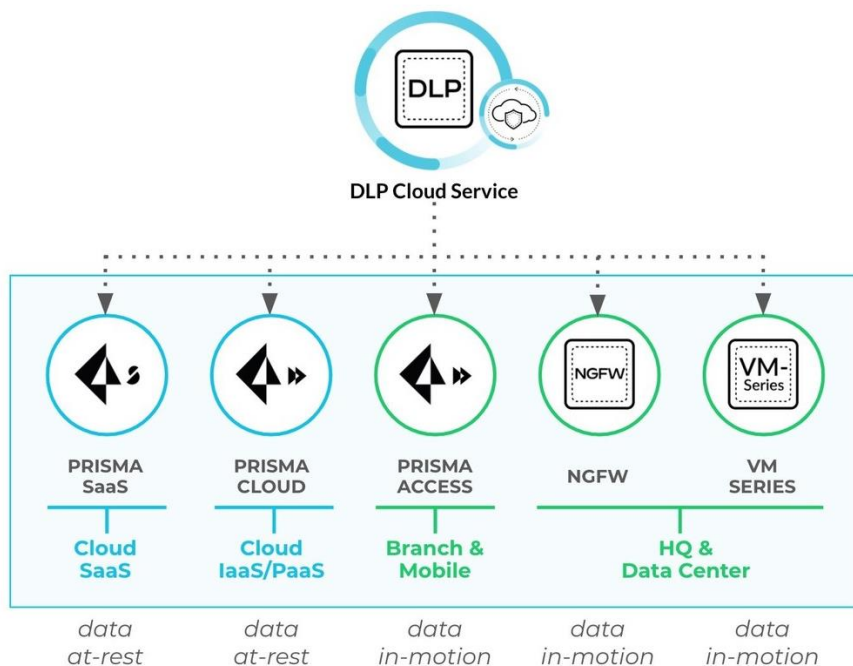 DLP
DLP Cloud Service
NGFW
VM-
Series
PRISMA
SaaS
PRISMA
CLOUD
PRISMA
ACCESS
NGFW
VM
SERIES
Cloud
SaaS
Cloud
IaaS/PaaS
Branch &
Mobile
HQ &
Data Center
data
at-rest
data
at-rest
data
in-motion
data
in-motion
data
in-motion